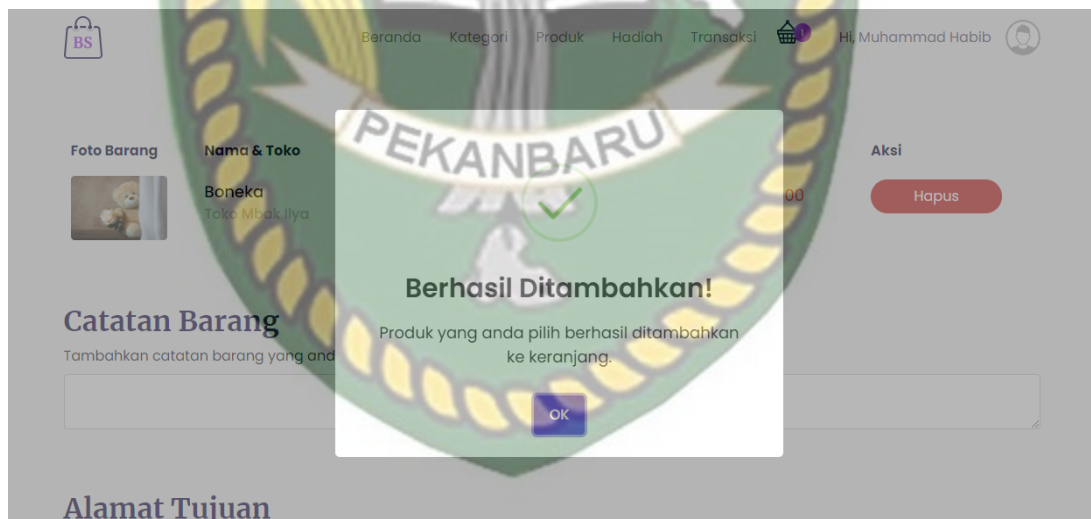 BS
Beranda Kategori Produk Hadiah Transaksi 1 Hi, Muhammad Habib
PEKANBARU
Foto Barang Nama & Toko Aksi
Boneka
Toko Mbak Ilya
00 Hapus
Berhasil Ditambahkan!
Produk yang anda pilih berhasil ditambahkan
ke keranjang.
OK
Catatan Barang
Tambahkan catatan barang yang and
Alamat Tujuan